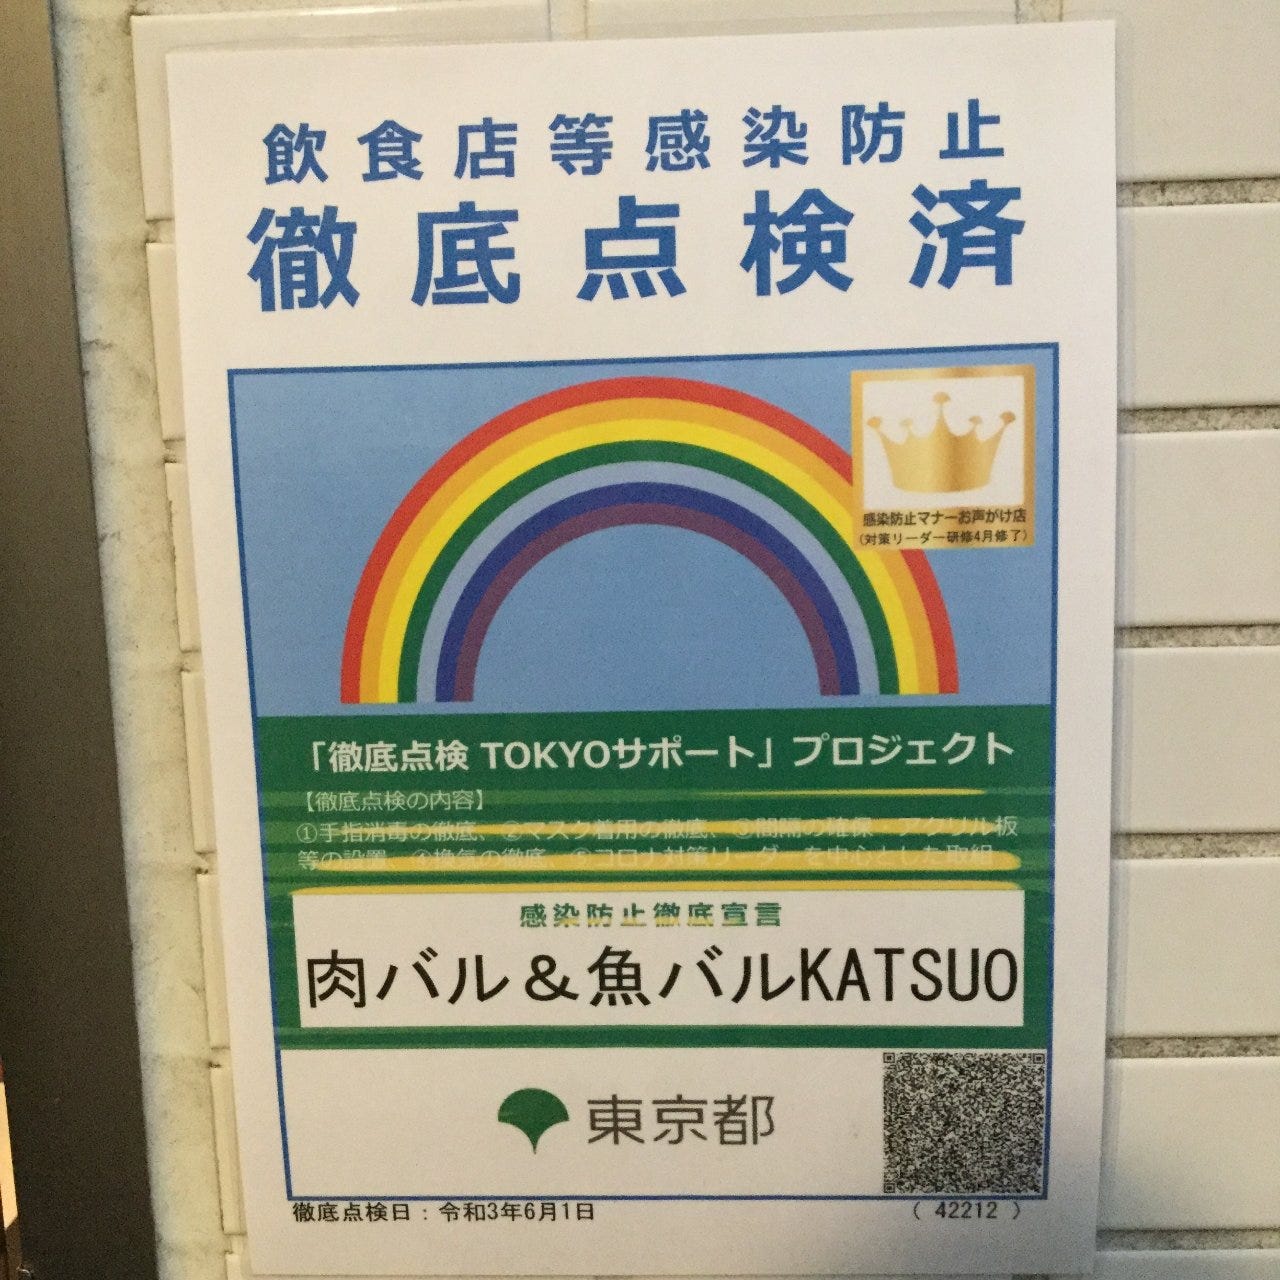 飲食店等感染防止
徹底点検済
感染防止マナーお声がけ店
(対策リーダー研修4月修了)
「徹底点検 TOKYOサポート」プロジェクト
【徹底点検の内容】
①手指消毒の徹底、②マスク着用の徹底、③間隔の確保・アクリル板
等の設置、④換気の徹底、⑤コロナ対策リーダーを中心とした取組
感染防止徹底宣言
肉バル&魚バルKATSUO
東京都
徹底点検日:令和3年6月1日
( 42212 )